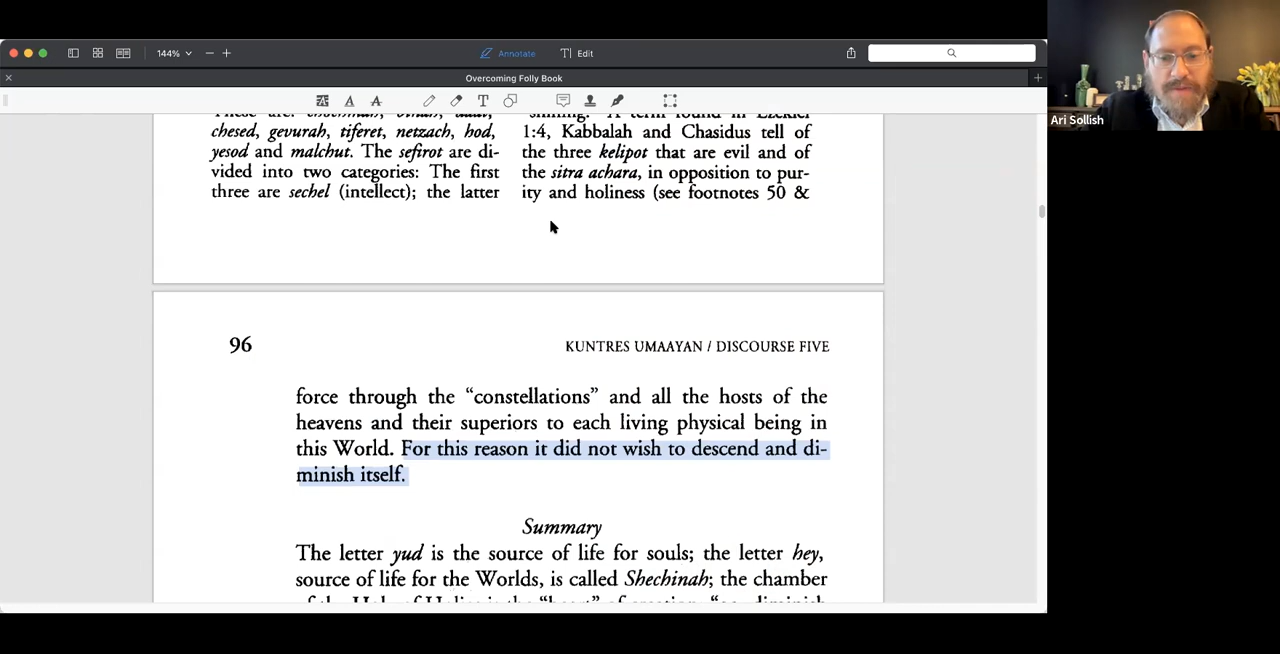 144%
Annotate
Edit
Overcoming Folly Book
chesed, gevurah, tiferet, netzach, hod,
yesod and malchut. The sefirot are di-
vided into two categories: The first
three are sechel (intellect); the latter
1:4, Kabbalah and Chasidus tell of
the three kelipot that are evil and of
the sitra achara, in opposition to pur-
ity and holiness (see footnotes 50 &
96
KUNTRES UMAAYAN / DISCOURSE FIVE
force through the “constellations” and all the hosts of the
heavens and their superiors to each living physical being in
this World. For this reason it did not wish to descend and di-
minish itself.
Summary
The letter yud is the source of life for souls; the letter hey,
source of life for the Worlds, is called Shechinah; the chamber
Ari Sollish